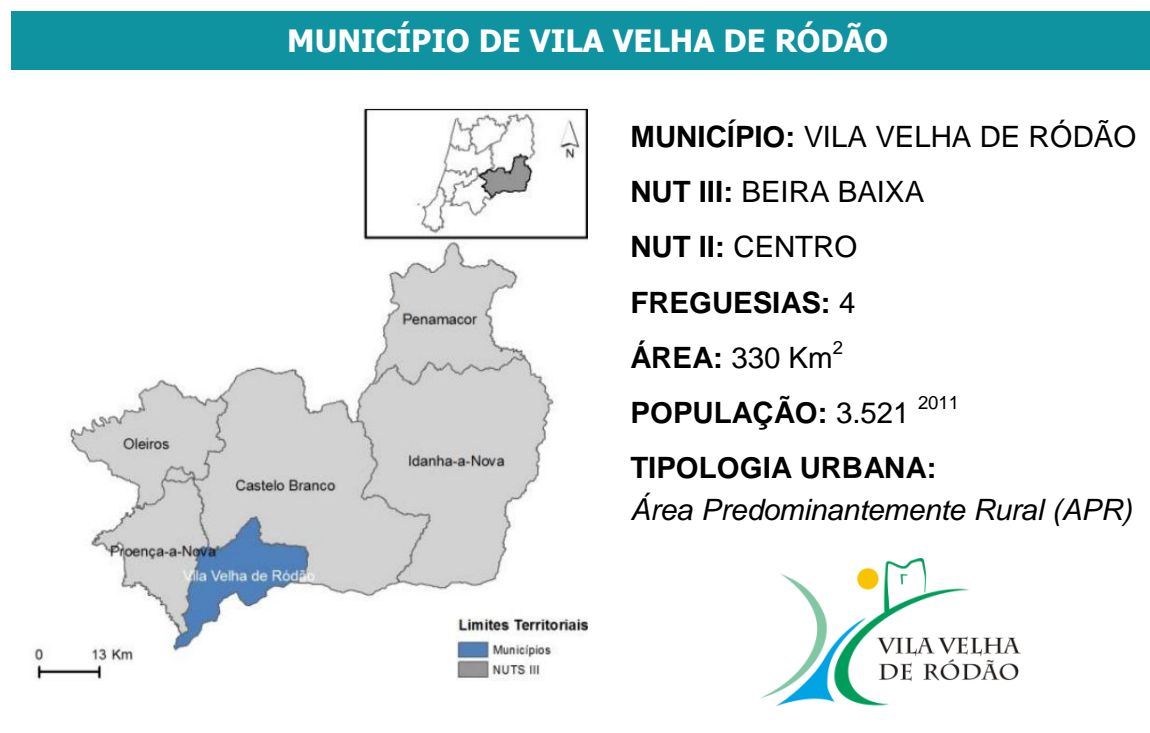 MUNICÍPIO DE VILA VELHA DE RÓDÃO
N
Penamacor
Oleiros
Idanha-a-Nova
Castelo Branco
Proença-a-Nova
Vila Velha de Ródão
Limites Territoriais
Municípios
NUTS III
0 13 Km
MUNICÍPIO: VILA VELHA DE RÓDÃO
NUT III: BEIRA BAIXA
NUT II: CENTRO
FREGUESIAS: 4
ÁREA: 330 Km²
POPULAÇÃO: 3.521 ²⁰¹¹
TIPOLOGIA URBANA:
Área Predominantemente Rural (APR)
VILA VELHA
DE RÓDÃO